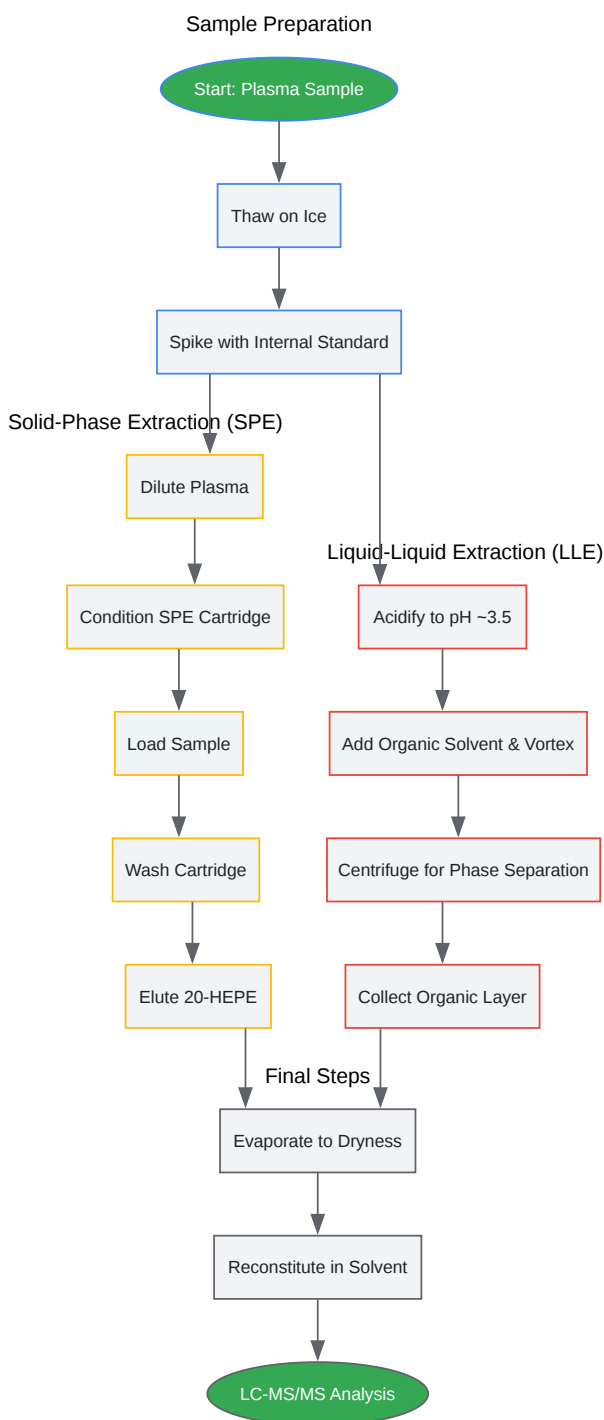 Sample Preparation
Start: Plasma Sample
Thaw on Ice
Spike with Internal Standard
Solid-Phase Extraction (SPE)
Dilute Plasma
Liquid-Liquid Extraction (LLE)
Condition SPE Cartridge
Acidify to pH ~3.5
Load Sample
Add Organic Solvent & Vortex
Wash Cartridge
Centrifuge for Phase Separation
Elute 20-HEPE
Collect Organic Layer
Final Steps
Evaporate to Dryness
Reconstitute in Solvent
LC-MS/MS Analysis